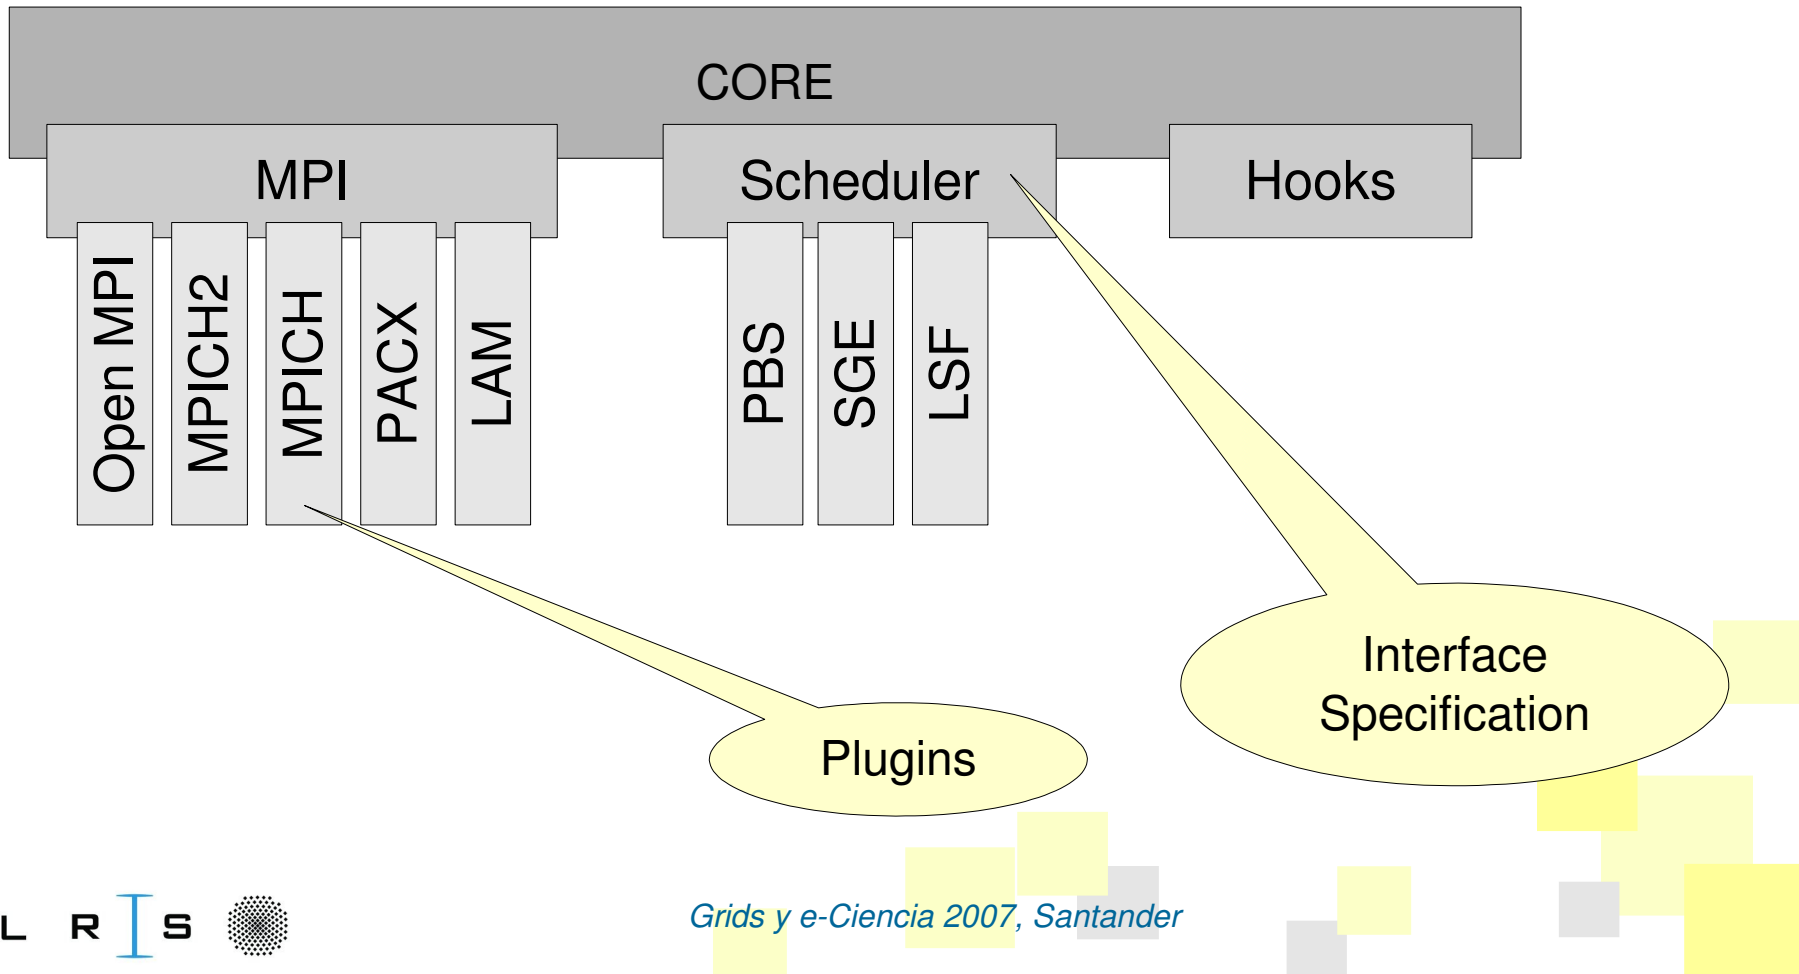 CORE
MPI
Scheduler
Hooks
Open MPI
MPICH2
MPICH
PACX
LAM
PBS
SGE
LSF
Interface
Specification
Plugins
Grids y e-Ciencia 2007, Santander
L R I S